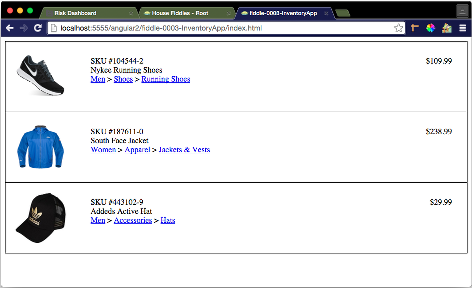 Risk Dashboard
House Fiddles - Root
fiddle-0003-InventoryApp
localhost:5555/angular2/fiddle-0003-InventoryApp/index.html
SKU #104544-2
$109.99
Nykee Running Shoes
Men > Shoes > Running Shoes
SKU #187611-0
$238.99
South Face Jacket
Women > Apparel > Jackets & Vests
SKU #443102-9
$29.99
Addeds Active Hat
Men > Accessories > Hats